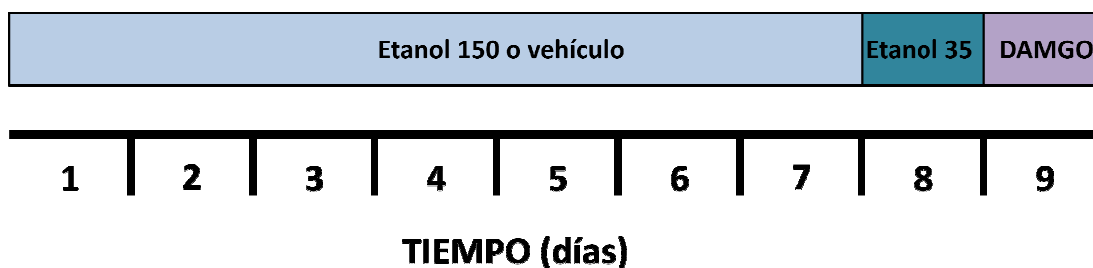 Etanol 150 o vehículo Etanol 35 DAMGO
1 2 3 4 5 6 7 8 9
TIEMPO (días)